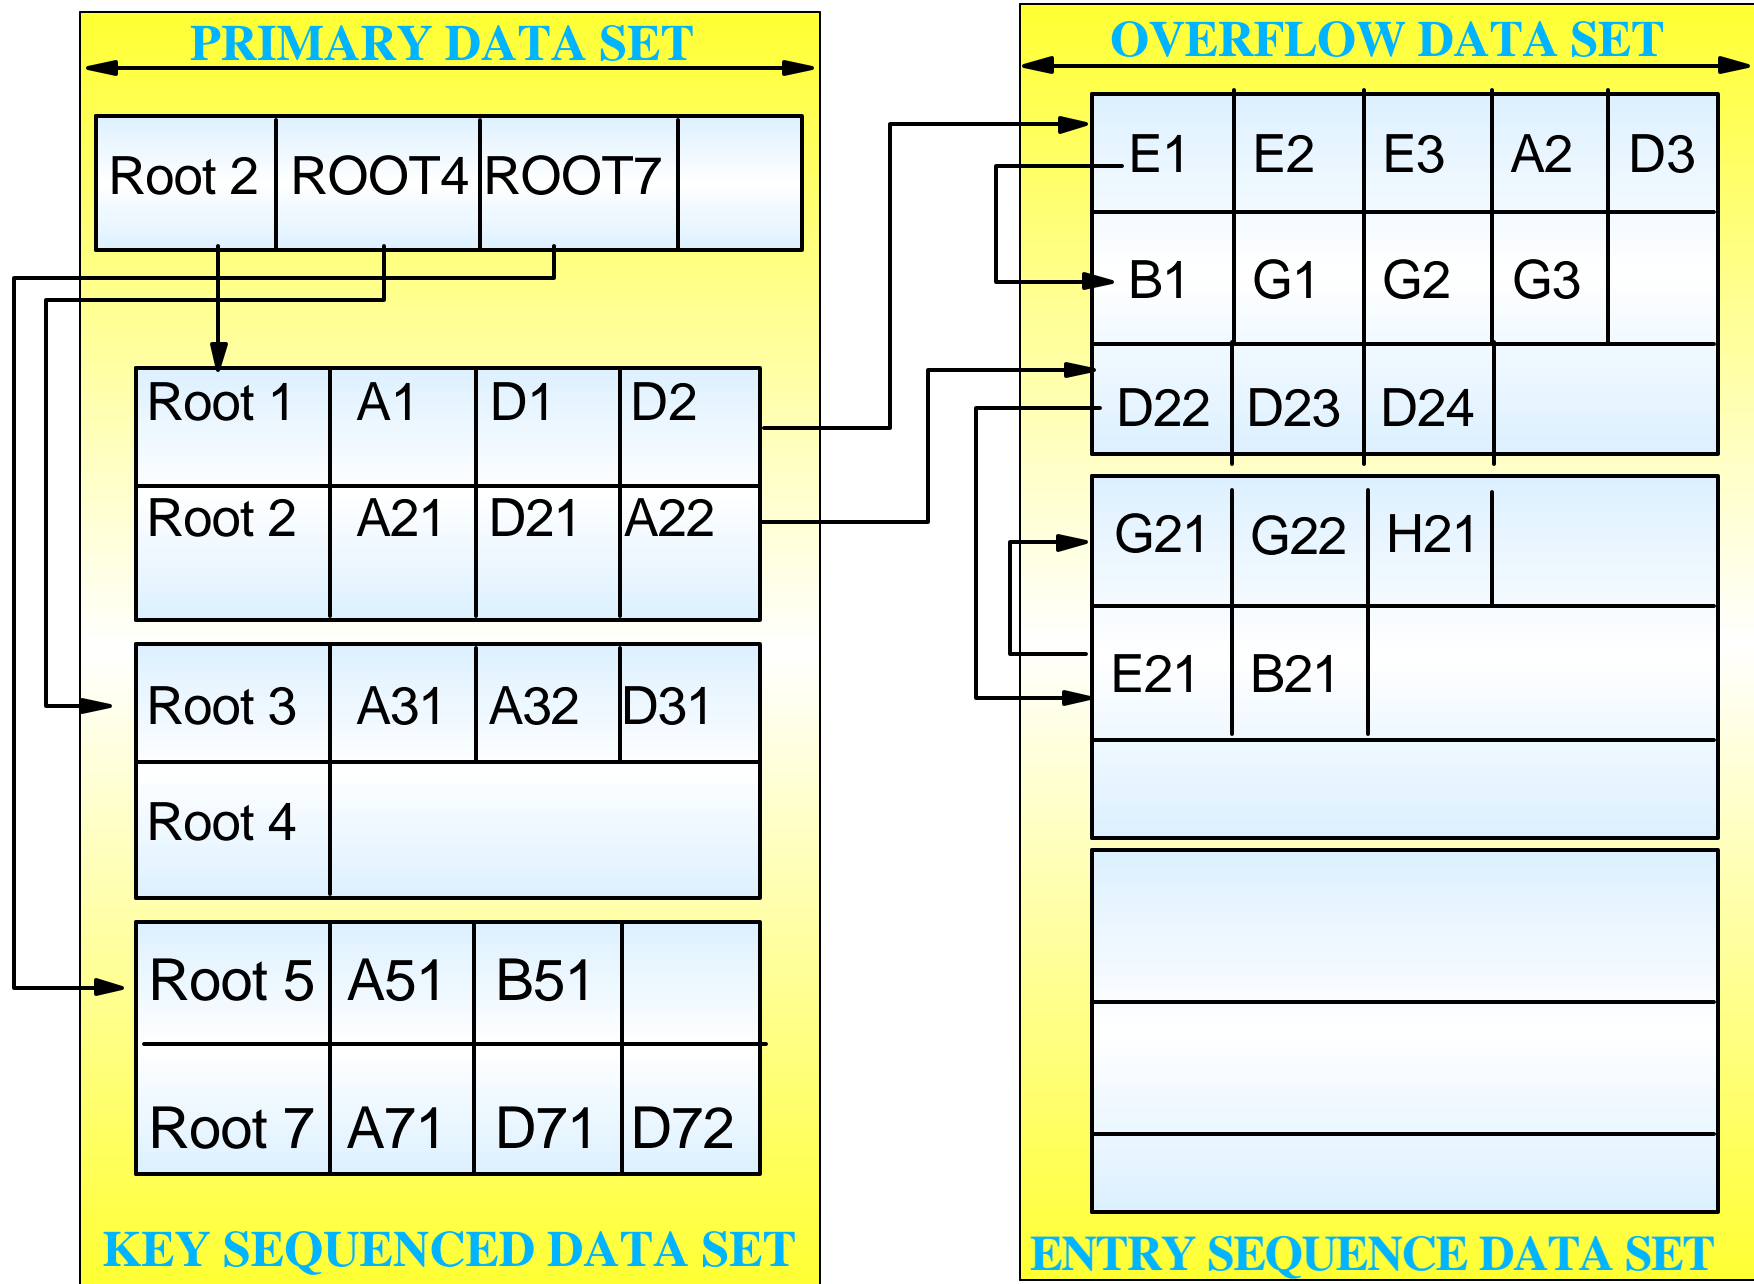 PRIMARY DATA SET
Root 2 ROOT4 ROOT7
Root 1 A1 D1 D2
Root 2 A21 D21 A22
Root 3 A31 A32 D31
Root 4
Root 5 A51 B51
Root 7 A71 D71 D72
KEY SEQUENCED DATA SET
OVERFLOW DATA SET
E1 E2 E3 A2 D3
B1 G1 G2 G3
D22 D23 D24
G21 G22 H21
E21 B21
ENTRY SEQUENCE DATA SET